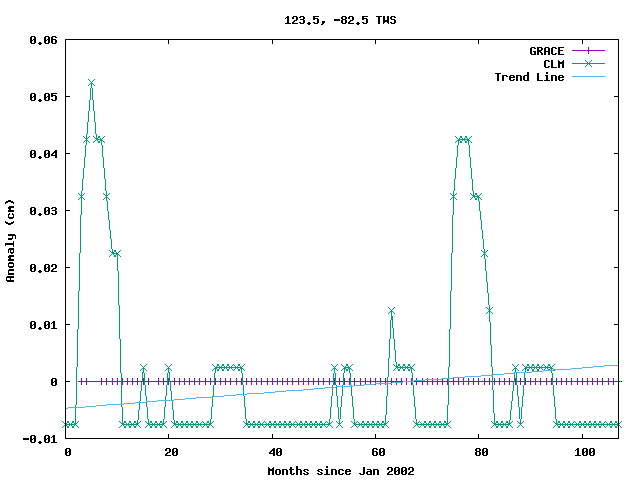 123.5, -82.5 TWS
GRACE
CLM
Trend Line
0.06
0.05
0.04
0.03
0.02
0.01
0
-0.01
Anomaly (cm)
0 20 40 60 80 100
Months since Jan 2002